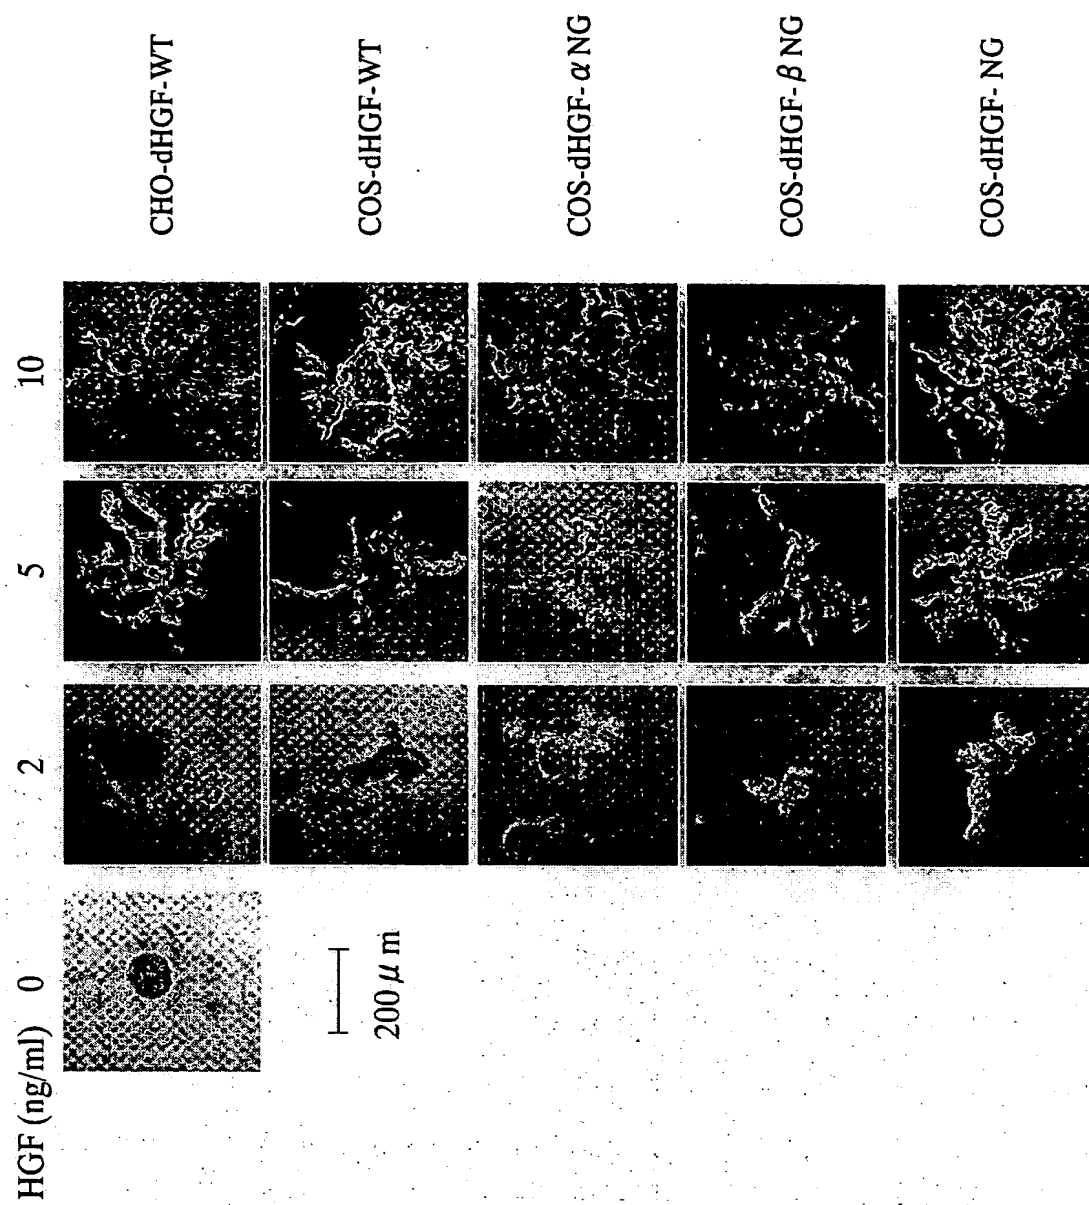 HGF (ng/ml) 0 2 5 10
CHO-dHGF-WT
COS-dHGF-WT
COS-dHGF- α NG
COS-dHGF- β NG
COS-dHGF- NG
200 μ m